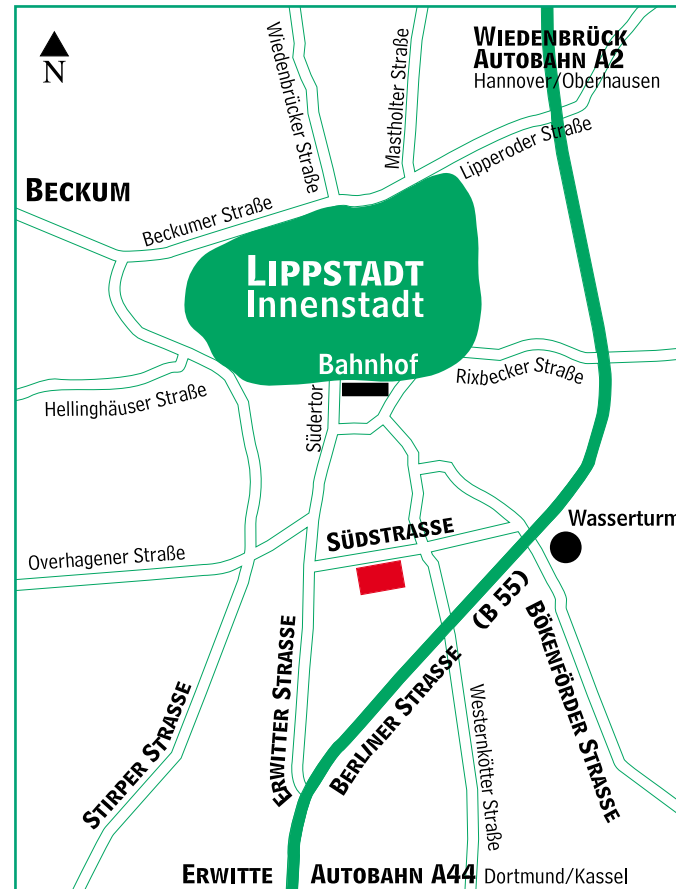 N
WIEDENBRÜCK
AUTOBAHN A2
Hannover/Oberhausen
Wiedenbrücker Straße
Mastholter Straße
Lipperoder Straße
BECKUM
Beckumer Straße
LIPPSTADT
Innenstadt
Bahnhof
Rixbecker Straße
Hellinghäuser Straße
Südertor
Wasserturm
SÜDSTRASSE
Overhagener Straße
(B 55)
BERLINER STRASSE
BÖKENFÖRDER STRASSE
ERWITTER STRASSE
STIRPER STRASSE
Westernkötter Straße
ERWITTE
AUTOBAHN A44 Dortmund/Kassel